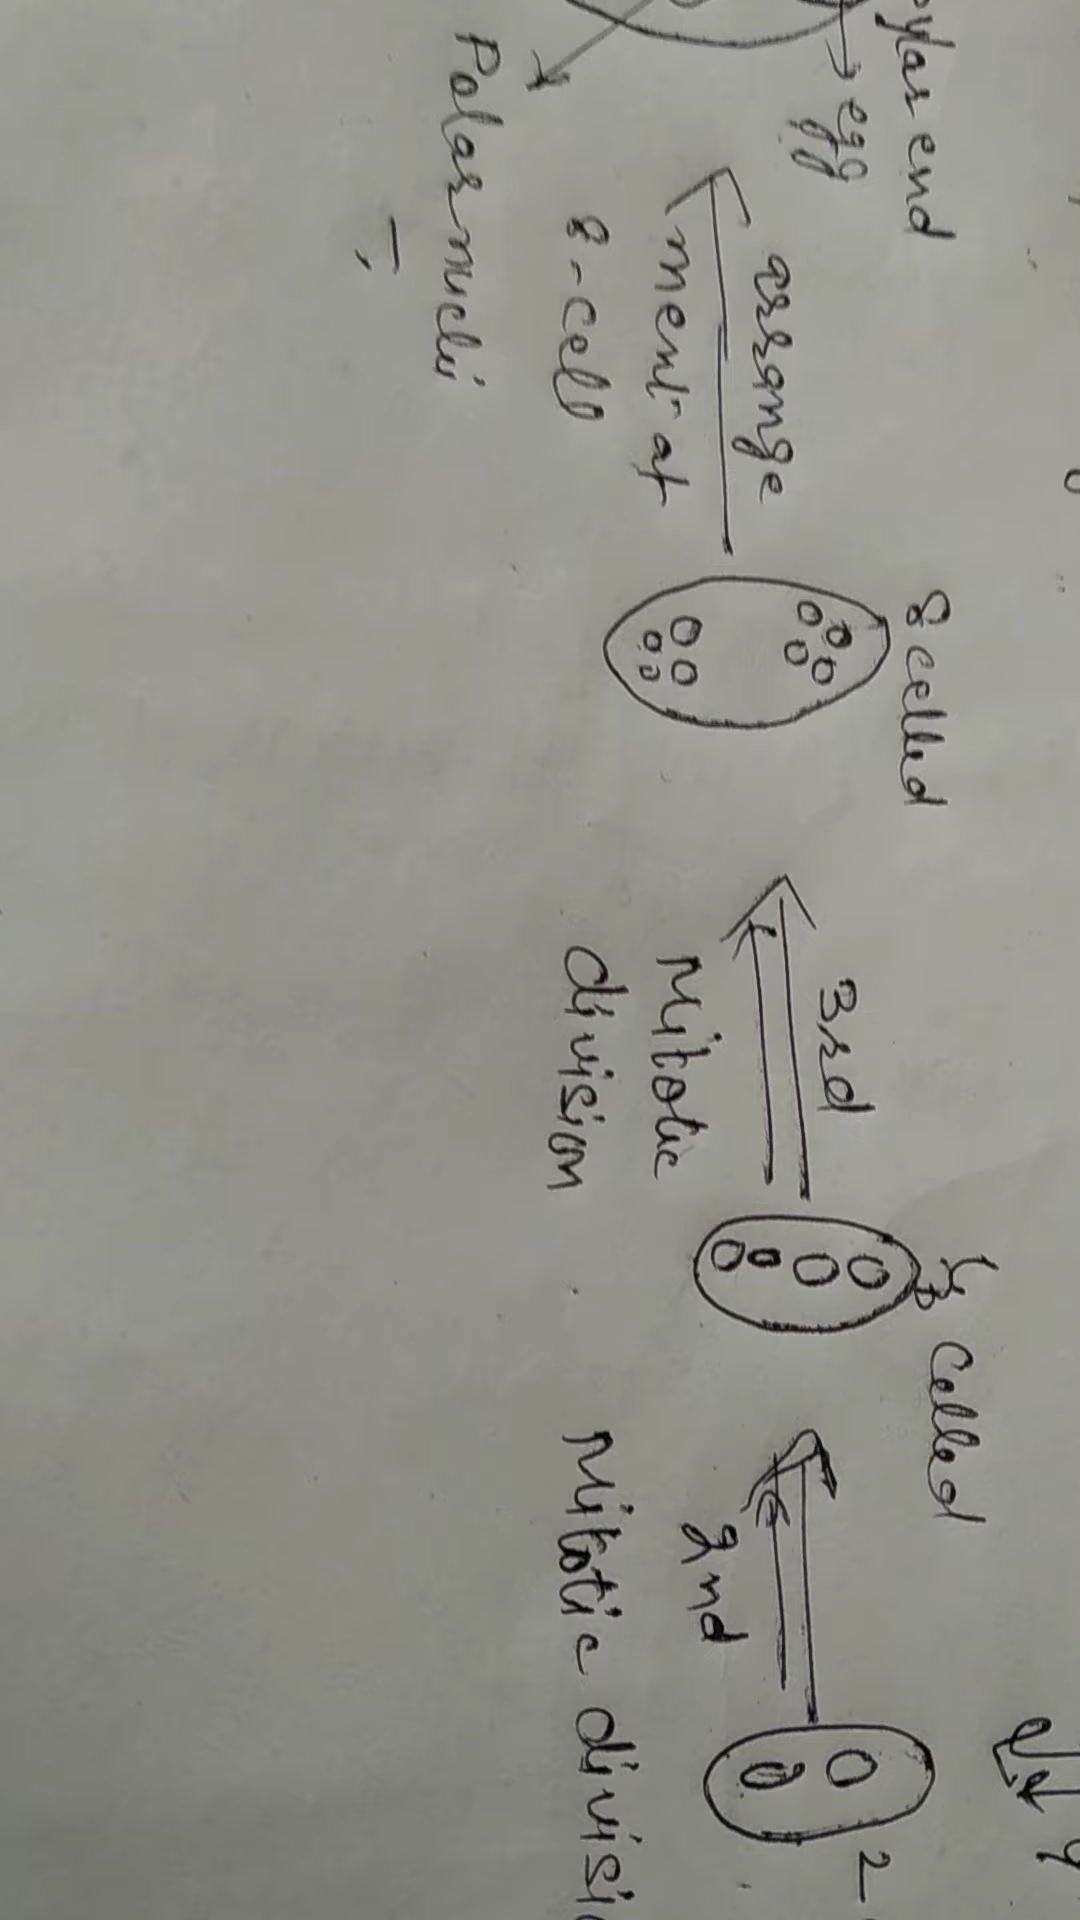 pylar end
egg
Polar nuclei
arrange
ment of
8-cell
8 celled
3rd
Mitotic
division
celled
2nd
Mitotic divisi
2